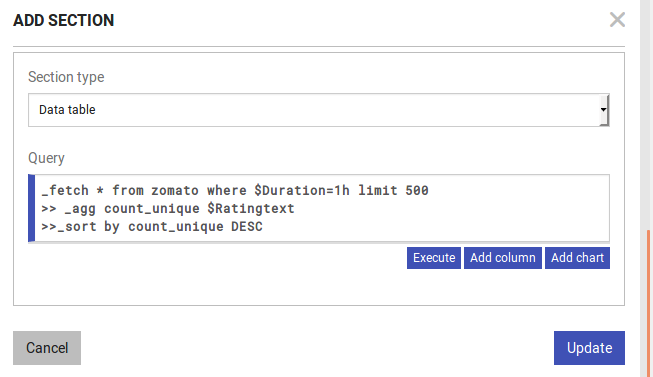 ADD SECTION
Section type
Data table
Query
_fetch * from zomato where $Duration=1h limit 500
>> _agg count_unique $Ratingtext
>>_sort by count_unique DESC
Execute Add column Add chart
Cancel Update